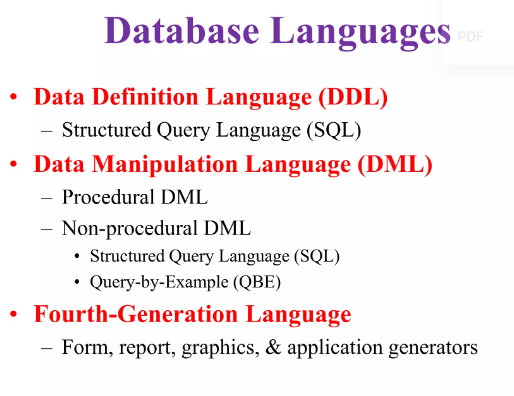 Database Languages
PDF
• Data Definition Language (DDL)
– Structured Query Language (SQL)
• Data Manipulation Language (DML)
– Procedural DML
– Non-procedural DML
• Structured Query Language (SQL)
• Query-by-Example (QBE)
• Fourth-Generation Language
– Form, report, graphics, & application generators